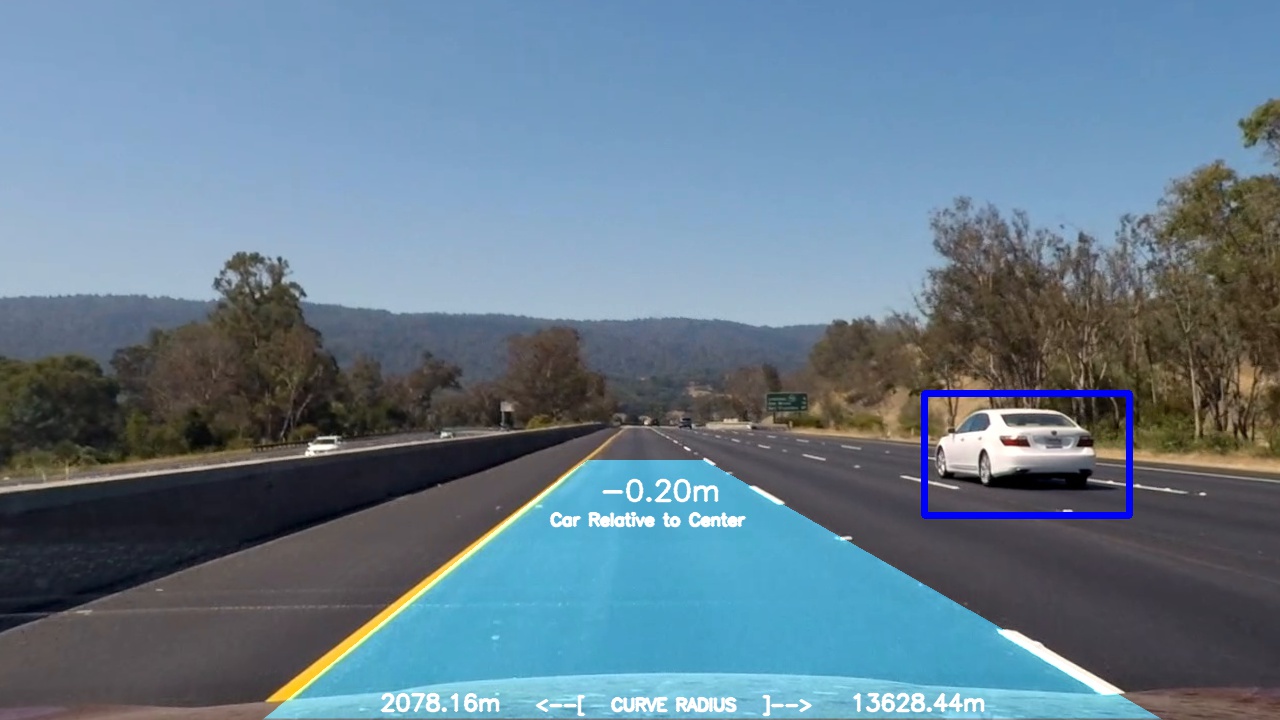 −0.20m
Car Relative to Center
2078.16m <--[ CURVE RADIUS ]--> 13628.44m